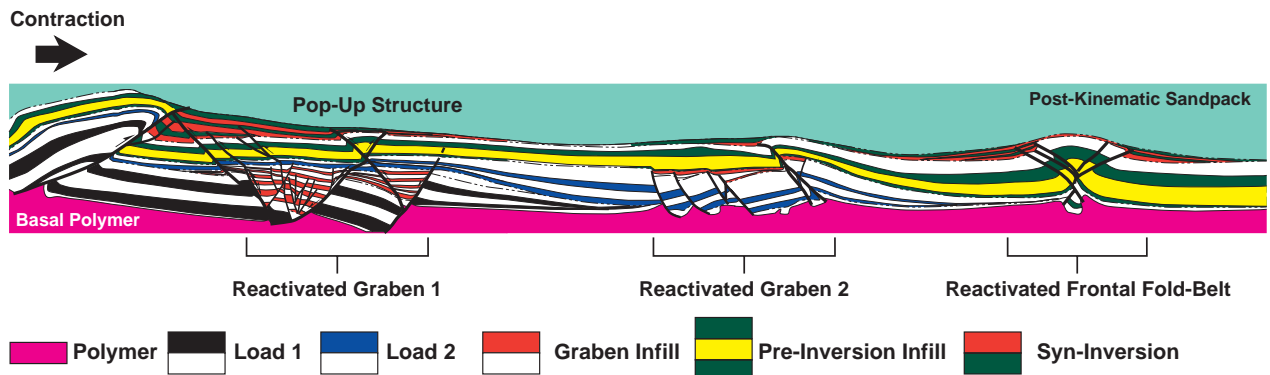 Contraction
Pop-Up Structure
Post-Kinematic Sandpack
Basal Polymer
Reactivated Graben 1
Reactivated Graben 2
Reactivated Frontal Fold-Belt
Polymer
Load 1
Load 2
Graben Infill
Pre-Inversion Infill
Syn-Inversion